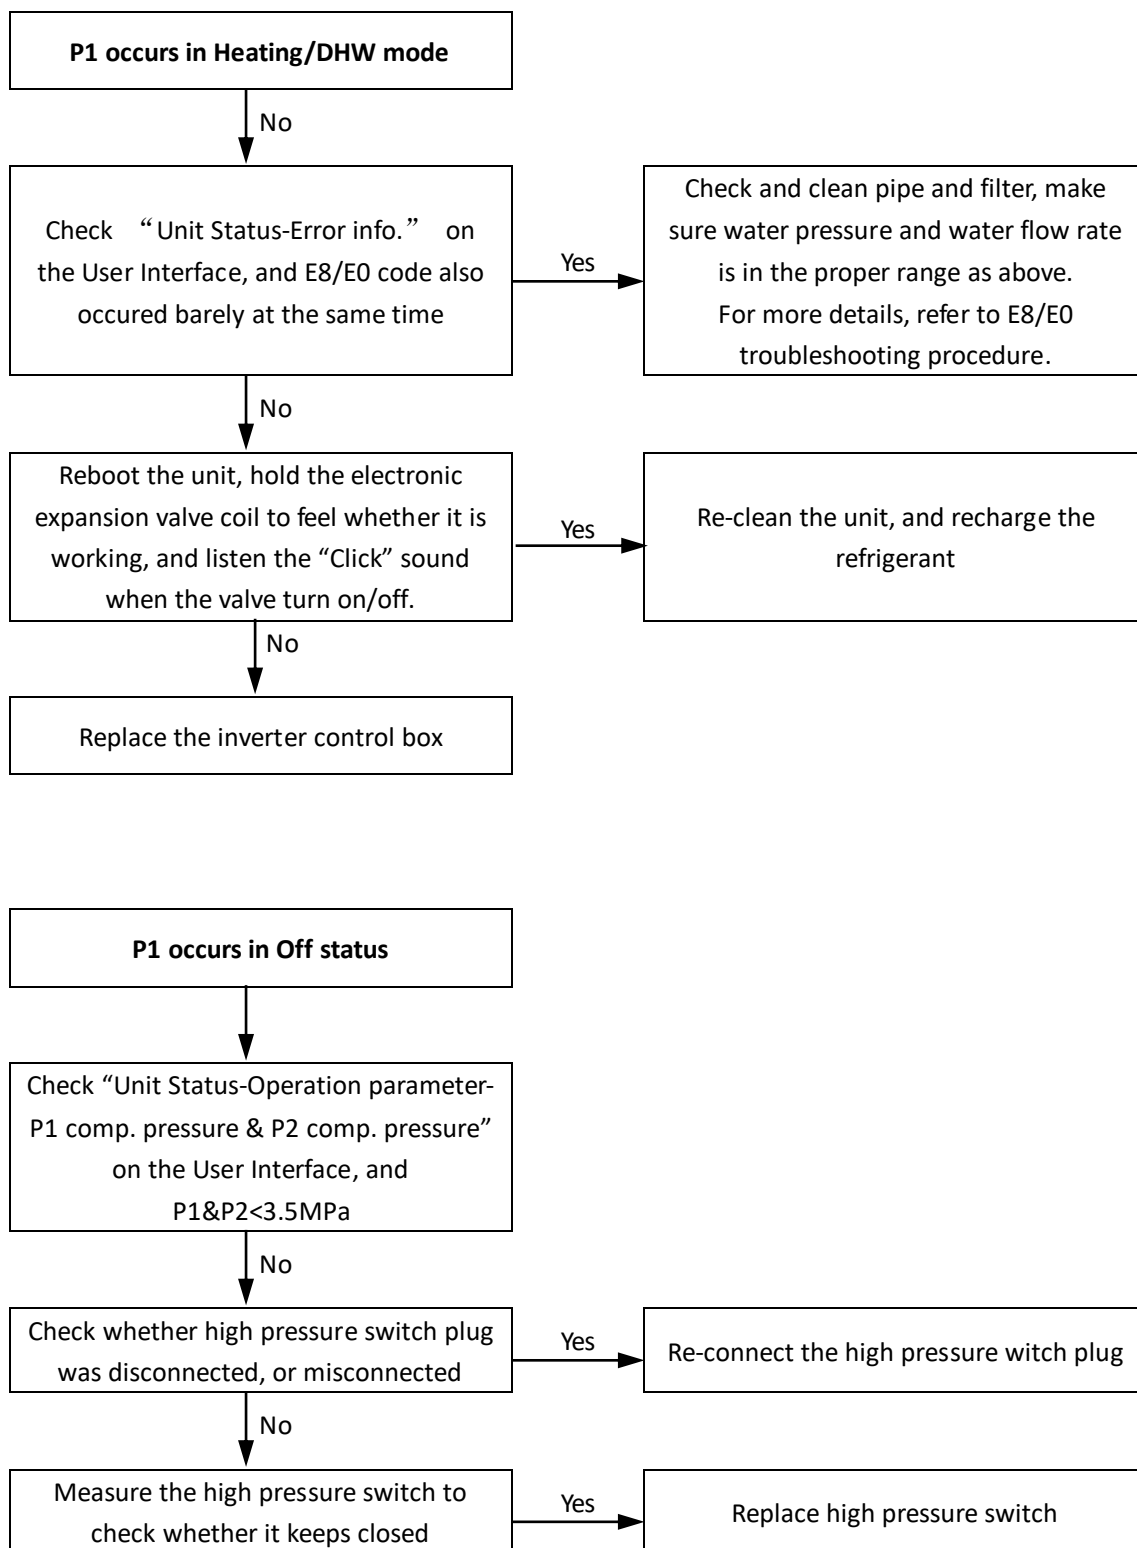 P1 occurs in Heating/DHW mode
No
Check “Unit Status-Error info.” on
the User Interface, and E8/E0 code also
occured barely at the same time
Yes
Check and clean pipe and filter, make
sure water pressure and water flow rate
is in the proper range as above.
For more details, refer to E8/E0
troubleshooting procedure.
No
Reboot the unit, hold the electronic
expansion valve coil to feel whether it is
working, and listen the “Click” sound
when the valve turn on/off.
Yes
Re-clean the unit, and recharge the
refrigerant
No
Replace the inverter control box
P1 occurs in Off status
Check “Unit Status-Operation parameter-
P1 comp. pressure & P2 comp. pressure”
on the User Interface, and
P1&P2<3.5MPa
No
Check whether high pressure switch plug
was disconnected, or misconnected
Yes
Re-connect the high pressure witch plug
No
Measure the high pressure switch to
check whether it keeps closed
Yes
Replace high pressure switch